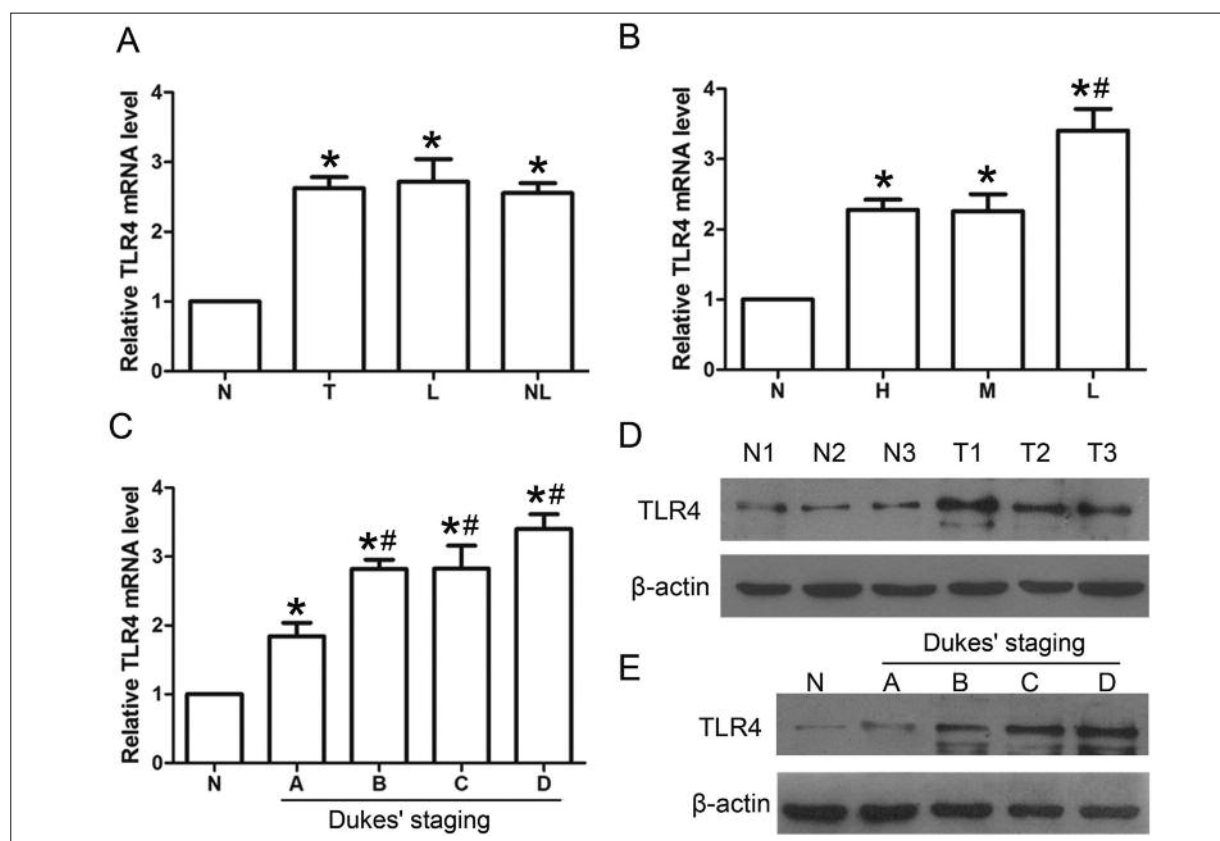 A
Relative TLR4 mRNA level
4
3
2
1
0
* * *
N T L NL
B
Relative TLR4 mRNA level
4
3
2
1
0
* * *#
N H M L
C
Relative TLR4 mRNA level
4
3
2
1
0
* *# *# *#
N A B C D
Dukes' staging
D
N1 N2 N3 T1 T2 T3
TLR4
β-actin
E
Dukes' staging
N A B C D
TLR4
β-actin